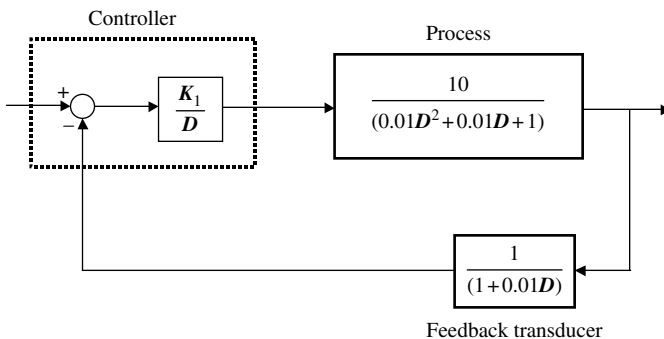 Controller
Process
+
−
K₁
D
10
(0.01D²+0.01D+1)
1
(1+0.01D)
Feedback transducer